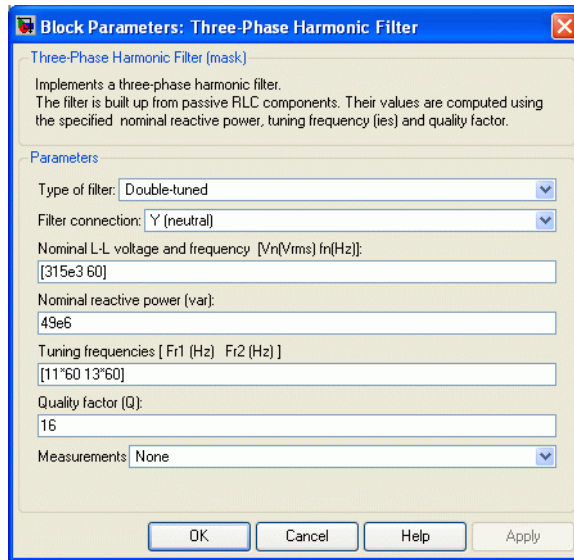 Block Parameters: Three-Phase Harmonic Filter
Three-Phase Harmonic Filter (mask)
Implements a three-phase harmonic filter.
The filter is built up from passive RLC components. Their values are computed using
the specified nominal reactive power, tuning frequency (ies) and quality factor.
Parameters
Type of filter: Double-tuned
Filter connection: Y (neutral)
Nominal L-L voltage and frequency [Vn(Vrms) fn(Hz)]:
[315e3 60]
Nominal reactive power (var):
49e6
Tuning frequencies [ Fr1 (Hz) Fr2 (Hz) ]
[11*60 13*60]
Quality factor (Q):
16
Measurements None
OK Cancel Help Apply